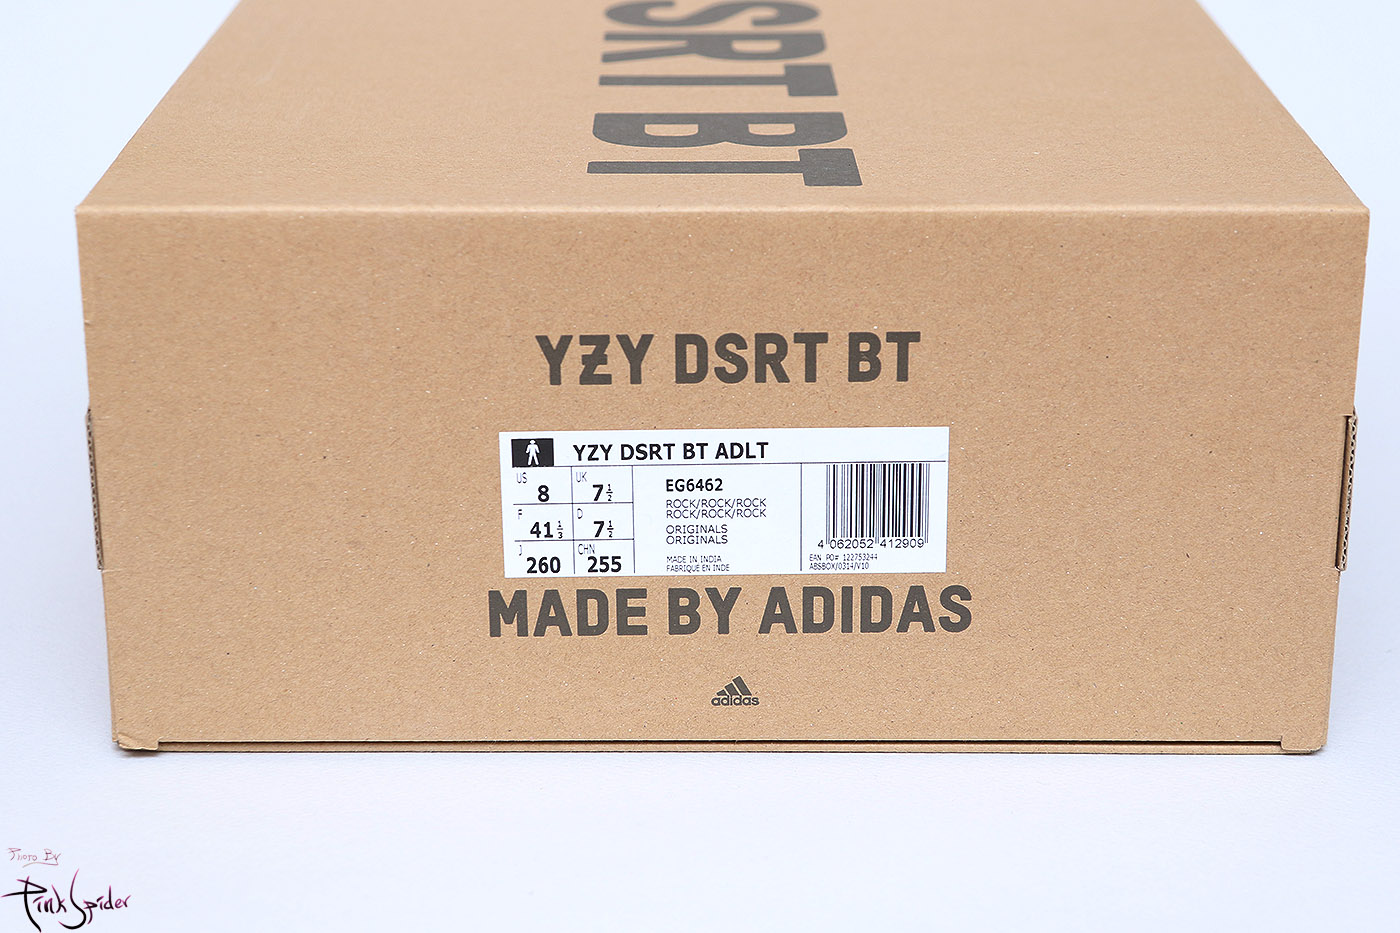 SRT BT
YZY DSRT BT
YZY DSRT BT ADLT
US
8
UK
7 1/2
F
41 1/3
D
7 1/2
J
260
CHN
255
EG6462
ROCK/ROCK/ROCK
ROCK/ROCK/ROCK
ORIGINALS
ORIGINALS
MADE IN INDIA
FABRIQUE EN INDE
4 062052 412909
EAN PO# 122753244
ABSBOX/0314/V10
MADE BY ADIDAS
adidas
Photo By
Pink Spider